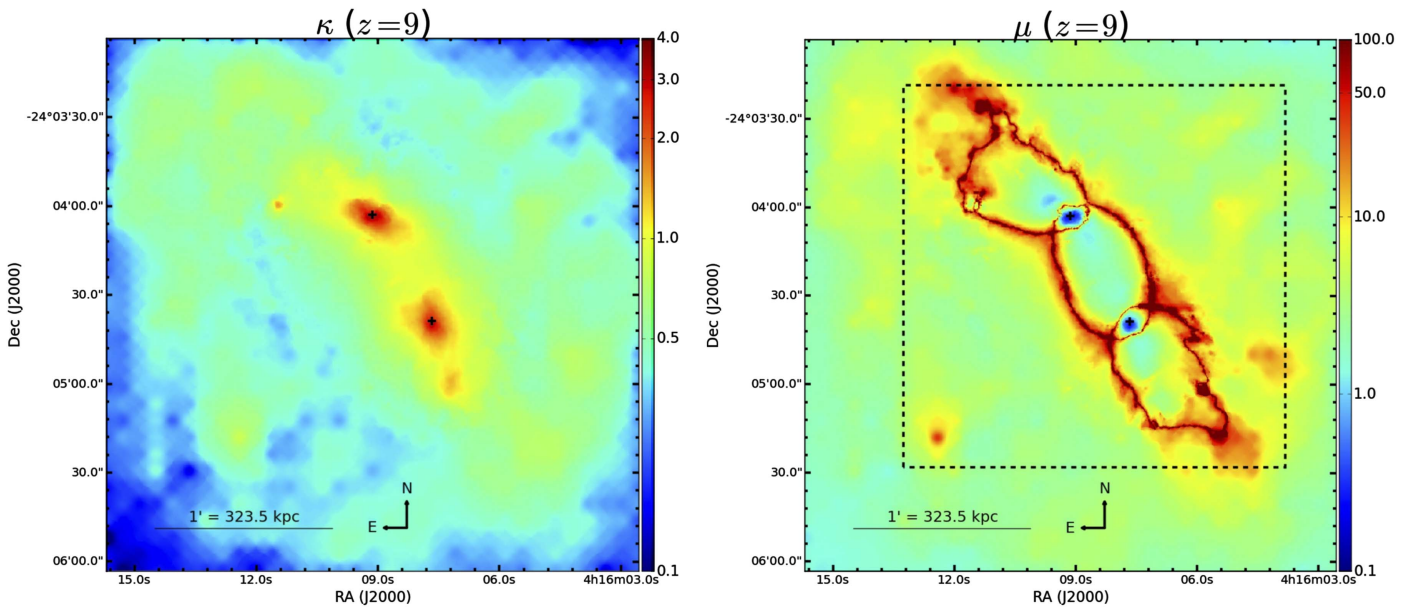 κ (z=9)
4.0
3.0
2.0
1.0
0.5
0.1
-24°03'30.0"
04'00.0"
30.0"
05'00.0"
30.0"
06'00.0"
Dec (J2000)
N
E
1' = 323.5 kpc
15.0s 12.0s 09.0s 06.0s 4h16m03.0s
RA (J2000)
μ (z=9)
100.0
50.0
10.0
1.0
0.1
-24°03'30.0"
04'00.0"
30.0"
05'00.0"
30.0"
06'00.0"
Dec (J2000)
N
E
1' = 323.5 kpc
15.0s 12.0s 09.0s 06.0s 4h16m03.0s
RA (J2000)